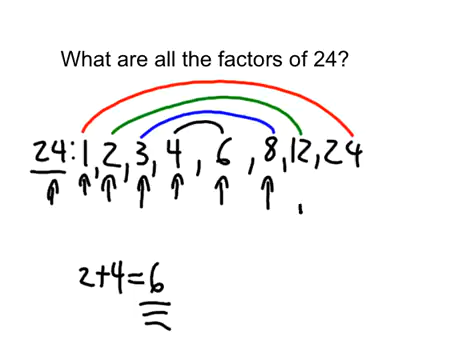 What are all the factors of 24?
24:1,2,3,4,6,8,12,24
2+4=6